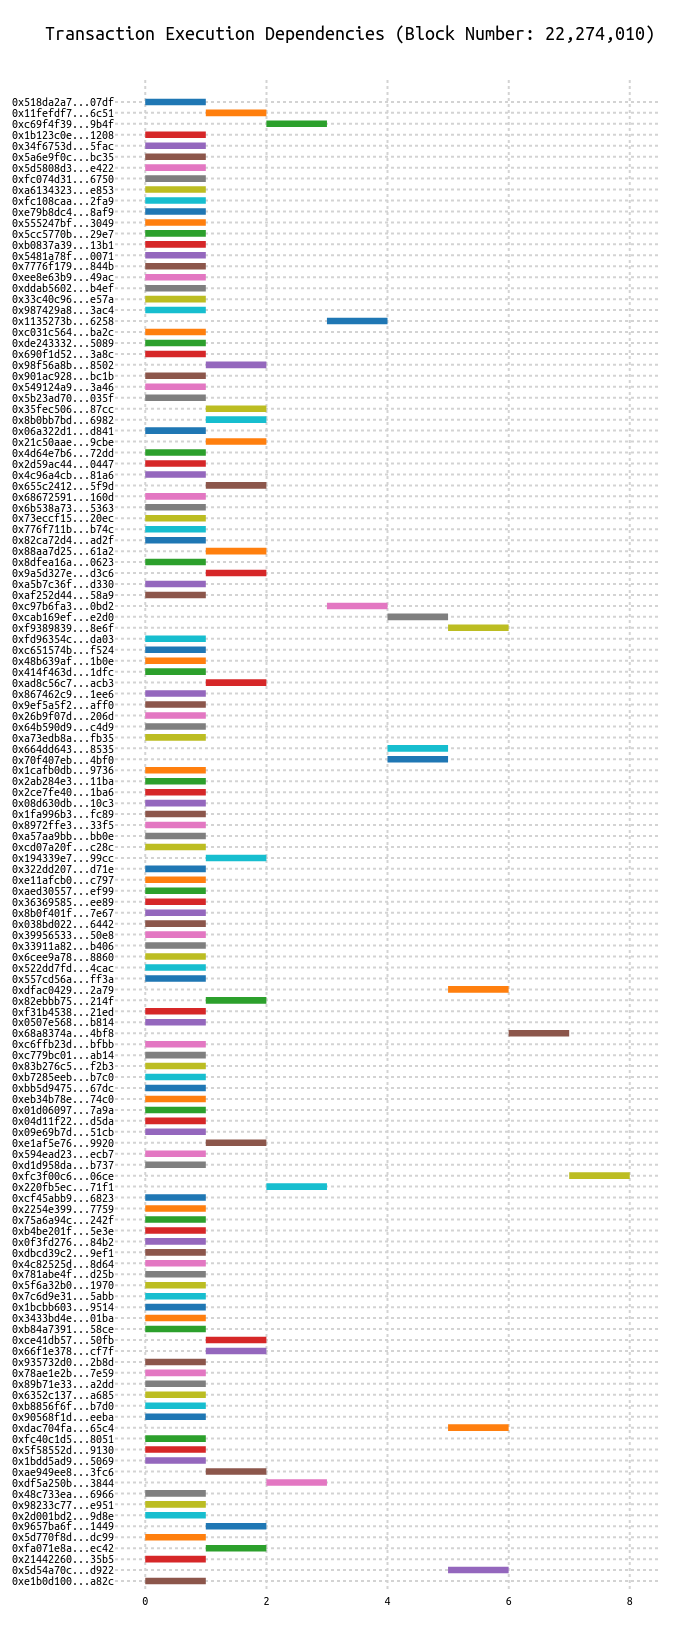 Transaction Execution Dependencies (Block Number: 22,274,010)
0x518da2a7...07df
0x11fefdf7...6c51
0xc69f4f39...9b4f
0x1b123c0e...1208
0x34f6753d...5fac
0x5a6e9f0c...bc35
0x5d5808d3...e422
0xfc074d31...6750
0xa6134323...e853
0xfc108caa...2fa9
0xe79b8dc4...8af9
0x555247bf...3049
0x5cc5770b...29e7
0xb0837a39...13b1
0x5481a78f...0071
0x7776f179...844b
0xee8e63b9...49ac
0xddab5602...b4ef
0x33c40c96...e57a
0x987429a8...3ac4
0x1135273b...6258
0xc031c564...ba2c
0xde243332...5089
0x690f1d52...3a8c
0x98f56a8b...8502
0x901ac928...bc1b
0x549124a9...3a46
0x5b23ad70...035f
0x35fec506...87cc
0x8b0bb7bd...6982
0x06a322d1...d841
0x21c50aae...9cbe
0x4d64e7b6...72dd
0x2d59ac44...0447
0x4c96a4cb...81a6
0x655c2412...5f9d
0x68672591...160d
0x6b538a73...5363
0x73eccf15...20ec
0x776f711b...b74c
0x82ca72d4...ad2f
0x88aa7d25...61a2
0x8dfea16a...0623
0x9a5d327e...d3c6
0xa5b7c36f...d330
0xaf252d44...58a9
0xc97b6fa3...0bd2
0xcab169ef...e2d0
0xf9389839...8e6f
0xfd96354c...da03
0xc651574b...f524
0x48b639af...1b0e
0x414f463d...1dfc
0xad8c56c7...acb3
0x867462c9...1ee6
0x9ef5a5f2...aff0
0x26b9f07d...206d
0x64b590d9...c4d9
0xa73edb8a...fb35
0x664dd643...8535
0x70f407eb...4bf0
0x1cafb0db...9736
0x2ab284e3...11ba
0x2ce7fe40...1ba6
0x08d630db...10c3
0x1fa996b3...fc89
0x8972ffe3...33f5
0xa57aa9bb...bb0e
0xcd07a20f...c28c
0x194339e7...99cc
0x322dd207...d71e
0xe11afcb0...c797
0xaed30557...ef99
0x36369585...ee89
0x8b0f401f...7e67
0x038bd022...6442
0x39956533...50e8
0x33911a82...b406
0x6cee9a78...8860
0x522dd7fd...4cac
0x557cd56a...ff3a
0xdfac0429...2a79
0x82ebbb75...214f
0xf31b4538...21ed
0x0507e568...b814
0x68a8374a...4bf8
0xc6ffb23d...bfbb
0xc779bc01...ab14
0x83b276c5...f2b3
0xb7285eeb...b7c0
0xbb5d9475...67dc
0xeb34b78e...74c0
0x01d06097...7a9a
0x04d11f22...d5da
0x09e69b7d...51cb
0xe1af5e76...9920
0x594ead23...ecb7
0xd1d958da...b737
0xfc3f00c6...06ce
0x220fb5ec...71f1
0xcf45abb9...6823
0x2254e399...7759
0x75a6a94c...242f
0xb4be201f...5e3e
0x0f3fd276...84b2
0xdbcd39c2...9ef1
0x4c82525d...8d64
0x781abe4f...d25b
0x5f6a32b0...1970
0x7c6d9e31...5abb
0x1bcbb603...9514
0x3433bd4e...01ba
0xb84a7391...58ce
0xce41db57...50fb
0x66f1e378...cf7f
0x935732d0...2b8d
0x78ae1e2b...7e59
0x89b71e33...a2dd
0x6352c137...a685
0xb8856f6f...b7d0
0x90568f1d...eeba
0xdac704fa...65c4
0xfc40c1d5...8051
0x5f58552d...9130
0x1bdd5ad9...5069
0xae949ee8...3fc6
0xdf5a250b...3844
0x48c733ea...6966
0x98233c77...e951
0x2d001bd2...9d8e
0x9657ba6f...1449
0x5d770f8d...dc99
0xfa071e8a...ec42
0x21442260...35b5
0x5d54a70c...d922
0xe1b0d100...a82c
0 2 4 6 8